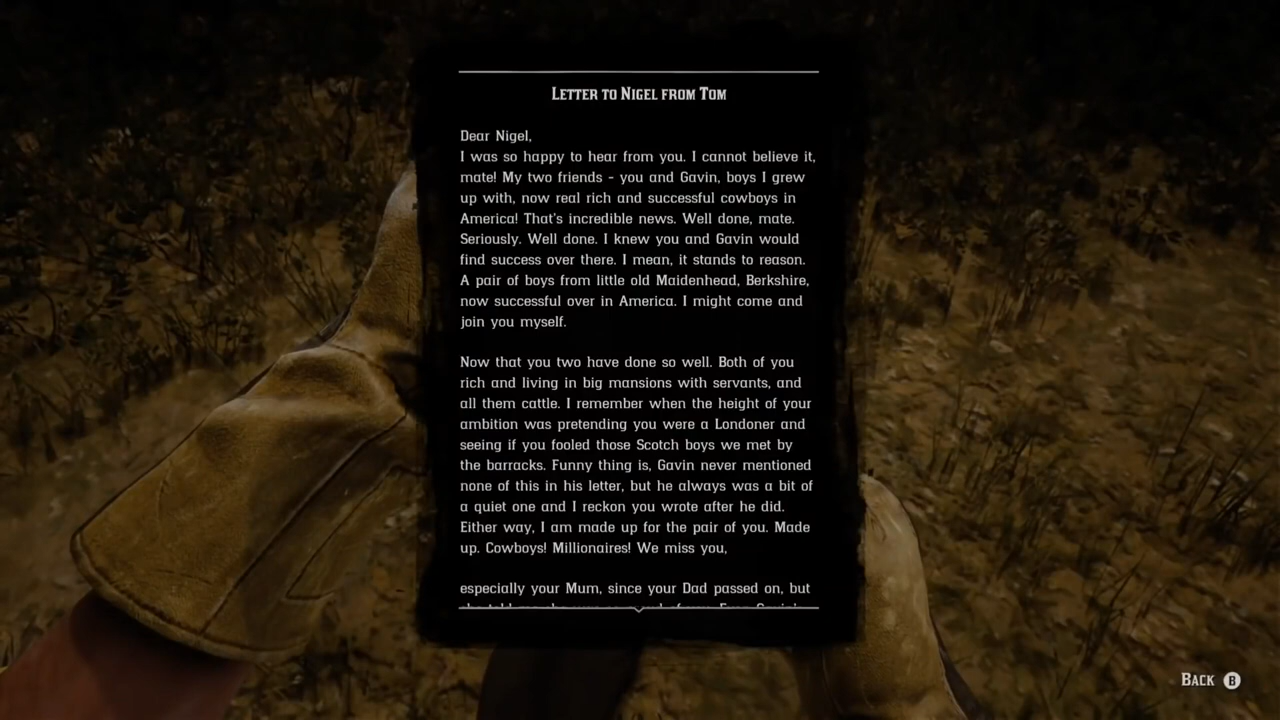 LETTER TO NIGEL FROM TOM
Dear Nigel,
I was so happy to hear from you. I cannot believe it,
mate! My two friends - you and Gavin, boys I grew
up with, now real rich and successful cowboys in
America! That's incredible news. Well done, mate.
Seriously. Well done. I knew you and Gavin would
find success over there. I mean, it stands to reason.
A pair of boys from little old Maidenhead, Berkshire,
now successful over in America. I might come and
join you myself.
Now that you two have done so well. Both of you
rich and living in big mansions with servants, and
all them cattle. I remember when the height of your
ambition was pretending you were a Londoner and
seeing if you fooled those Scotch boys we met by
the barracks. Funny thing is, Gavin never mentioned
none of this in his letter, but he always was a bit of
a quiet one and I reckon you wrote after he did.
Either way, I am made up for the pair of you. Made
up. Cowboys! Millionaires! We miss you,
especially your Mum, since your Dad passed on, but
BACK B